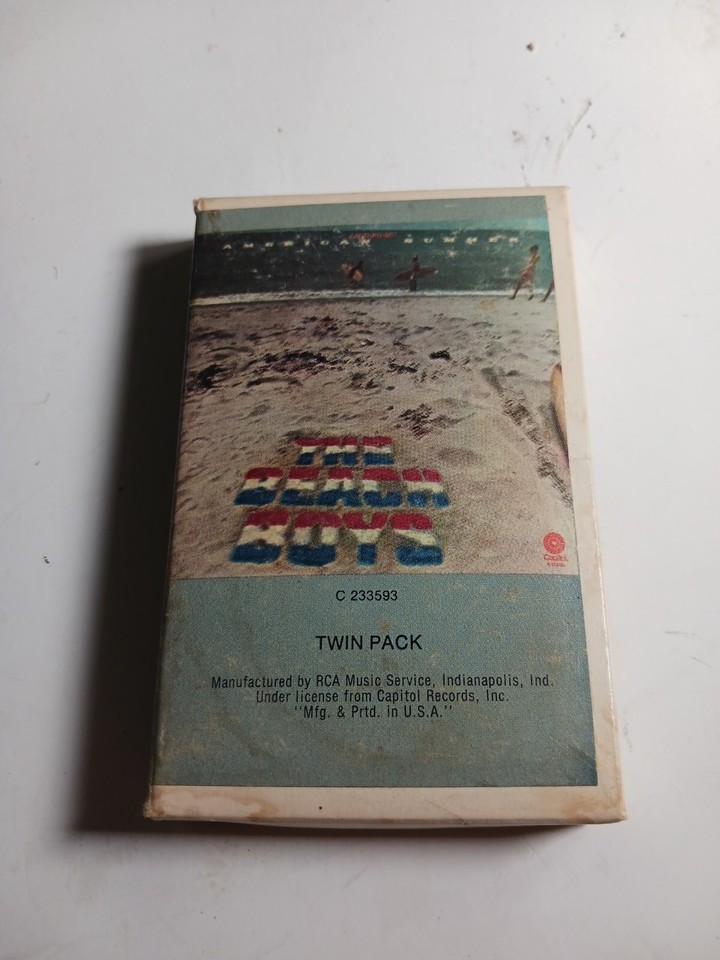 AMERICAN SUMMER
THE
BEACH
BOYS
Capitol
C 233593
TWIN PACK
Manufactured by RCA Music Service, Indianapolis, Ind.
Under license from Capitol Records, Inc.
"Mfg. & Prtd. in U.S.A."